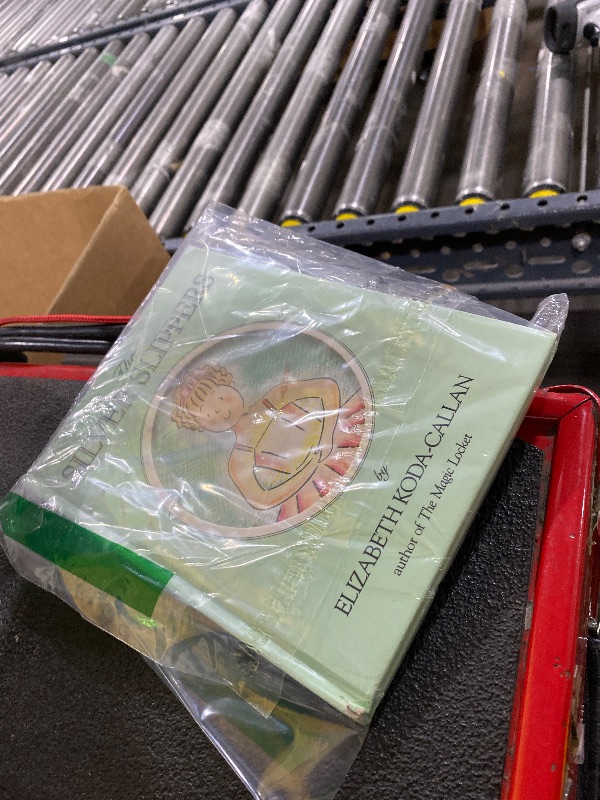 The
SILVER SLIPPERS
by
ELIZABETH KODA-CALLAN
author of The Magic Locket